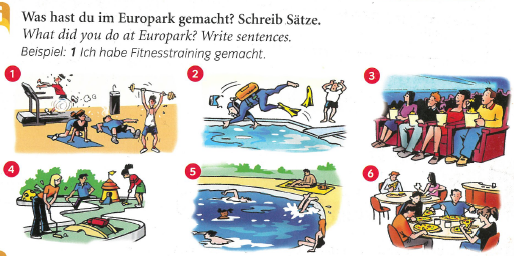 Was hast du im Europark gemacht? Schreib Sätze.
What did you do at Europark? Write sentences.
Beispiel: 1 Ich habe Fitnesstraining gemacht.
1
2
3
4
5
6